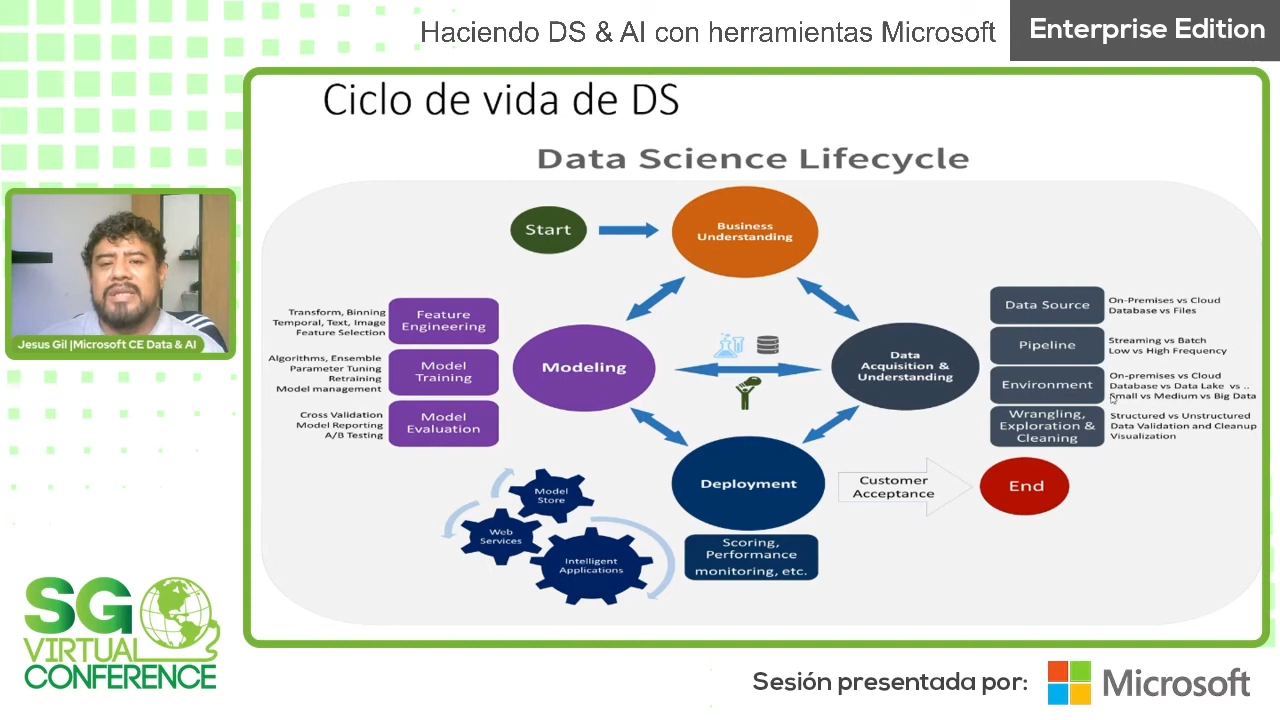 Haciendo DS & AI con herramientas Microsoft
Enterprise Edition
Ciclo de vida de DS
Data Science Lifecycle
Start
Business
Understanding
Transform, Binning
Temporal, Text, Image
Feature Selection
Feature
Engineering
Algorithms, Ensemble
Parameter Tuning
Retraining
Model management
Model
Training
Cross Validation
Model Reporting
A/B Testing
Model
Evaluation
Modeling
Data
Acquisition &
Understanding
Data Source
On-Premises vs Cloud
Database vs Files
Pipeline
Streaming vs Batch
Low vs High Frequency
Environment
On-premises vs Cloud
Database vs Data Lake vs ..
Small vs Medium vs Big Data
Wrangling,
Exploration &
Cleaning
Structured vs Unstructured
Data Validation and Cleanup
Visualization
Deployment
Customer
Acceptance
End
Scoring,
Performance
monitoring, etc.
Model
Store
Web
Services
Intelligent
Applications
Jesus Gil |Microsoft CE Data & AI
SG
VIRTUAL
CONFERENCE
Sesión presentada por:
Microsoft